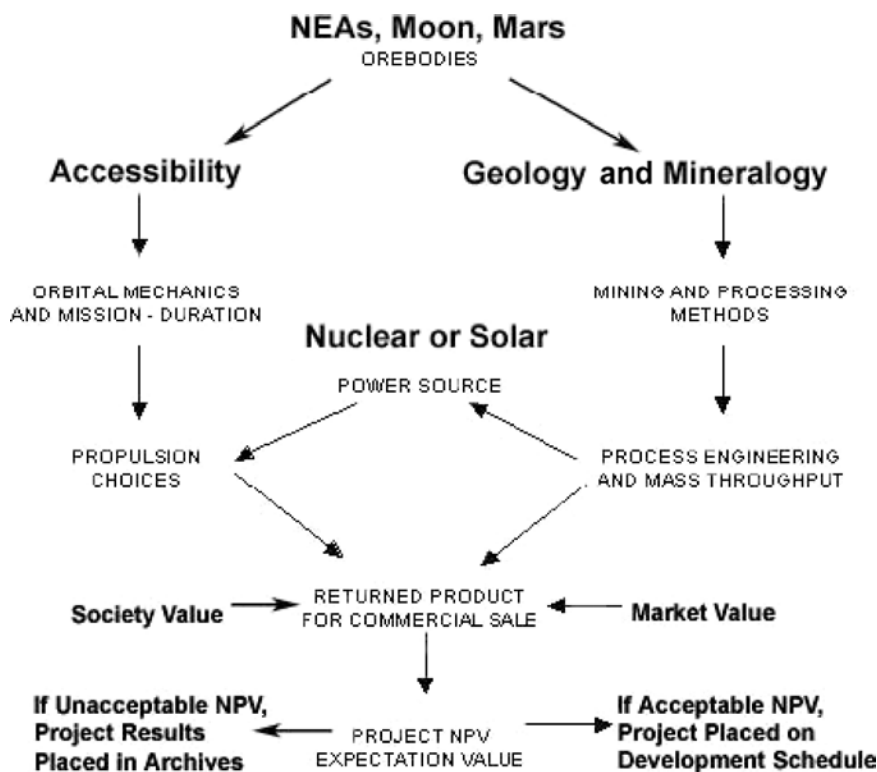 NEAs, Moon, Mars
OREBODIES
Accessibility
Geology and Mineralogy
ORBITAL MECHANICS
AND MISSION - DURATION
MINING AND PROCESSING
METHODS
Nuclear or Solar
POWER SOURCE
PROPULSION
CHOICES
PROCESS ENGINEERING
AND MASS THROUGHPUT
Society Value
RETURNED PRODUCT
FOR COMMERCIAL SALE
Market Value
If Unacceptable NPV,
Project Results
Placed in Archives
PROJECT NPV
EXPECTATION VALUE
If Acceptable NPV,
Project Placed on
Development Schedule